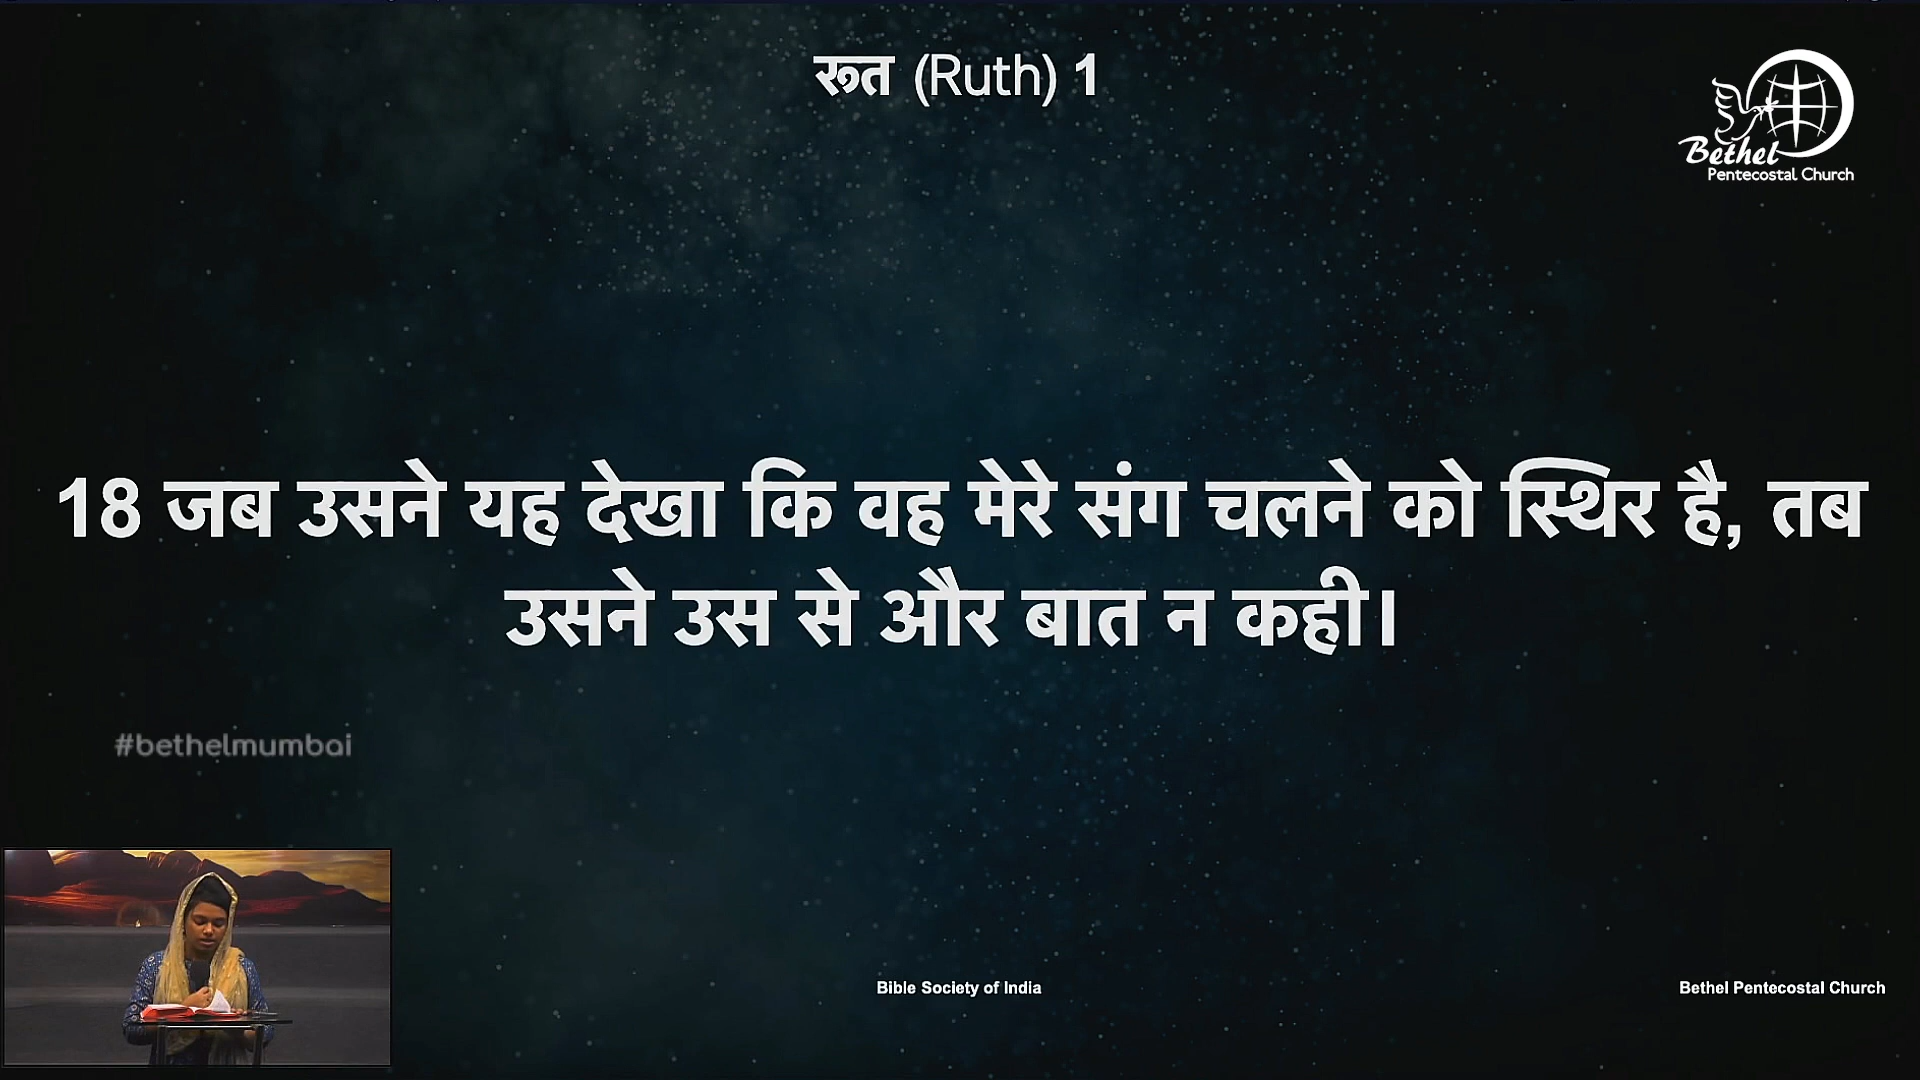 रूत (Ruth) 1
Bethel
Pentecostal Church
18 जब उसने यह देखा कि वह मेरे संग चलने को स्थिर है, तब
उसने उस से और बात न कही।
#bethelmumbai
Bible Society of India
Bethel Pentecostal Church